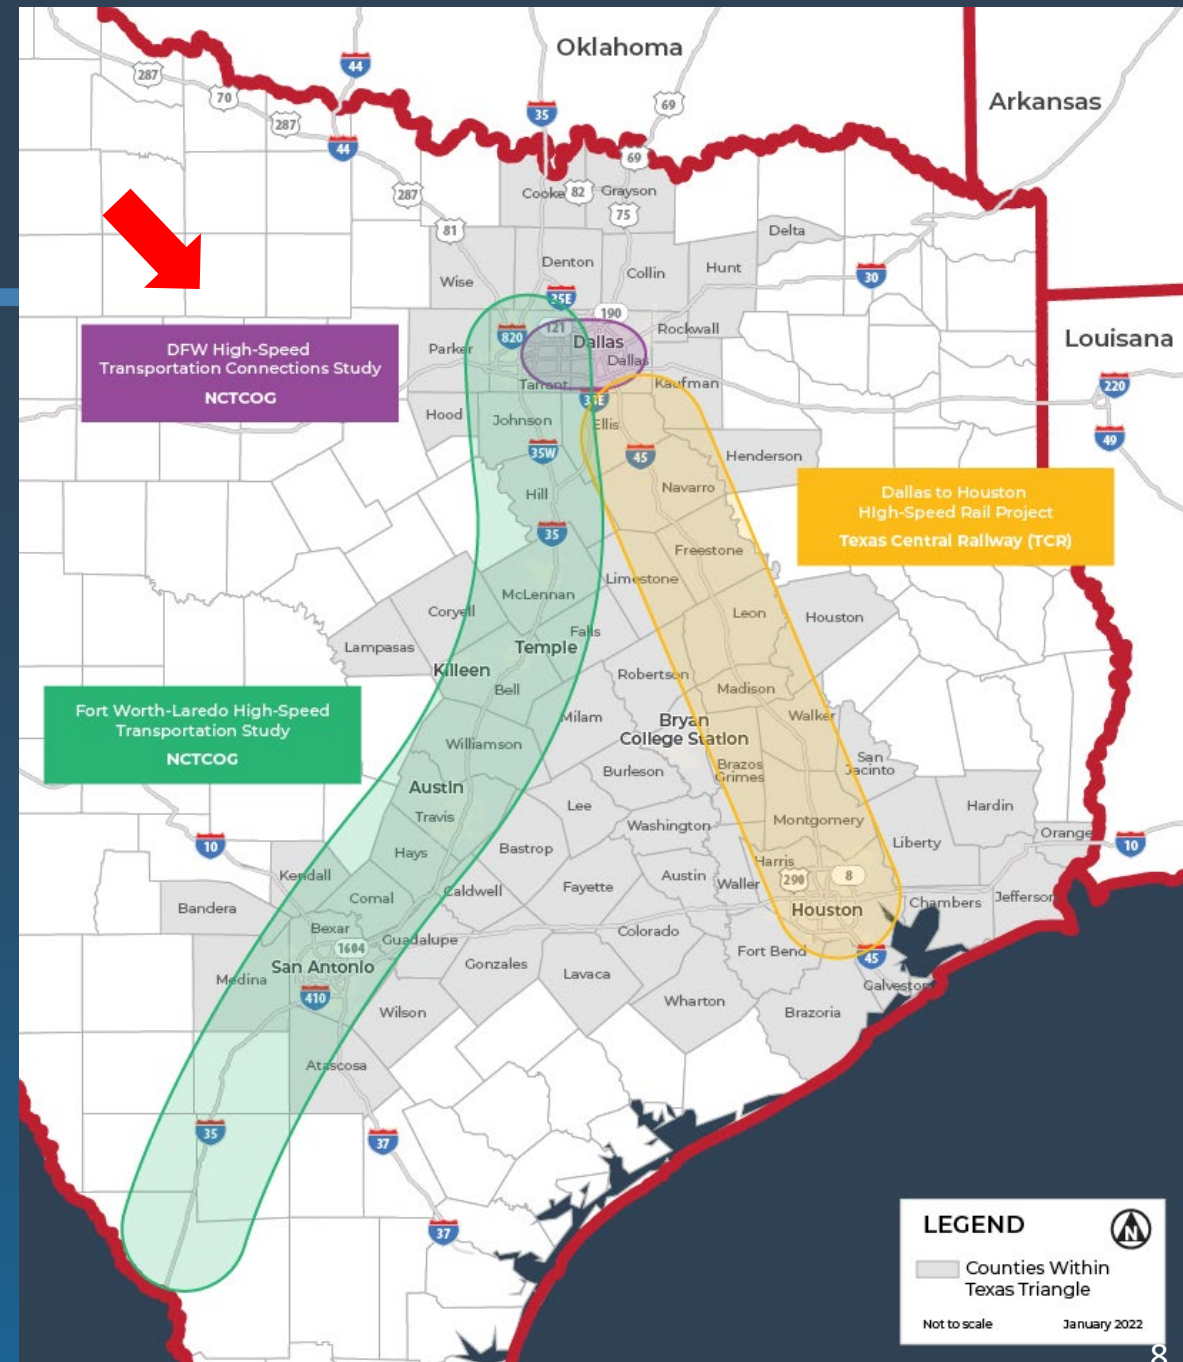 Oklahoma
44
287
Arkansas
70
69
35
287
44
69
287
Cooke
82
Grayson
75
81
Delta
Denton
Collin
Hunt
30
Wise
35E
190
121
820
Rockwall
Dallas
Louisana
Parker
Dallas
DFW High-Speed
Transportation Connections Study
NCTCOG
Tarrant
Kaufman
220
35E
Hood
Johnson
Ellis
49
35W
45
Henderson
Hill
Navarro
Dallas to Houston
HIgh-Speed Rail Project
Texas Central Railway (TCR)
35
Freestone
Limestone
McLennan
Coryell
Leon
Houston
Falls
Lampasas
Temple
Killeen
Robertson
Bell
Madison
Fort Worth-Laredo High-Speed
Transportation Study
NCTCOG
Milam
Bryan
College Station
Walker
Williamson
San
Jacinto
Burleson
Brazos
Grimes
Austin
Lee
Hardin
Travis
Washington
Montgomery
Orange
10
Liberty
10
Hays
Bastrop
Harris
Kendall
Austin
290
8
Fayette
Waller
Caldwell
Comal
Chambers
Jefferson
Bandera
Houston
Bexar
Colorado
1604
Guadalupe
Fort Bend
45
San Antonio
Gonzales
Lavaca
Medina
Galveston
410
Wharton
Wilson
Brazoria
Atascosa
35
37
LEGEND
N
37
Counties Within
Texas Triangle
Not to scale
January 2022
8